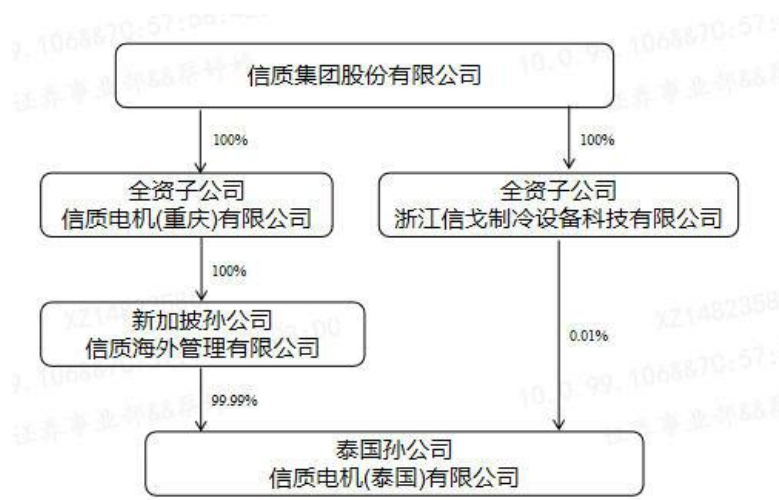 信质集团股份有限公司
100%
100%
全资子公司
信质电机(重庆)有限公司
全资子公司
浙江信戈制冷设备科技有限公司
100%
新加披孙公司
信质海外管理有限公司
0.01%
99.99%
泰国孙公司
信质电机(泰国)有限公司